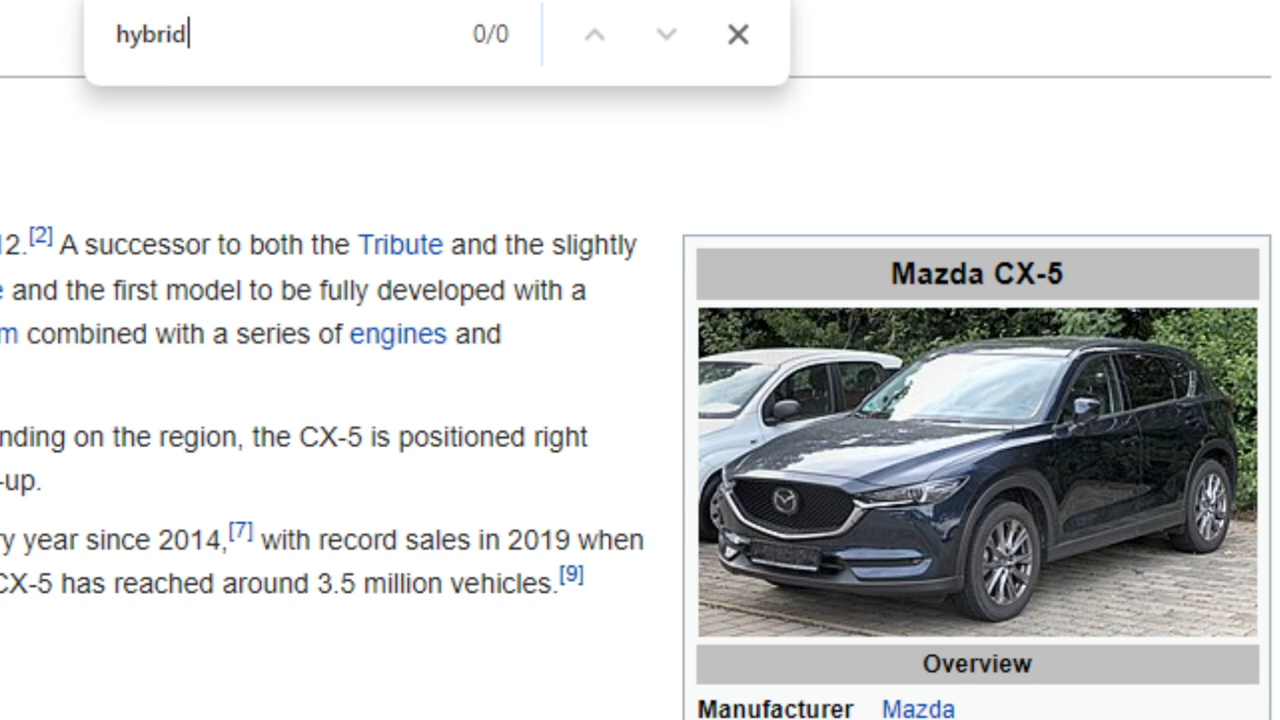 hybrid 0/0
12.[2] A successor to both the Tribute and the slightly
and the first model to be fully developed with a
combined with a series of engines and
nding on the region, the CX-5 is positioned right
-up.
ry year since 2014,[7] with record sales in 2019 when
CX-5 has reached around 3.5 million vehicles.[9]
Mazda CX-5
Overview
Manufacturer Mazda